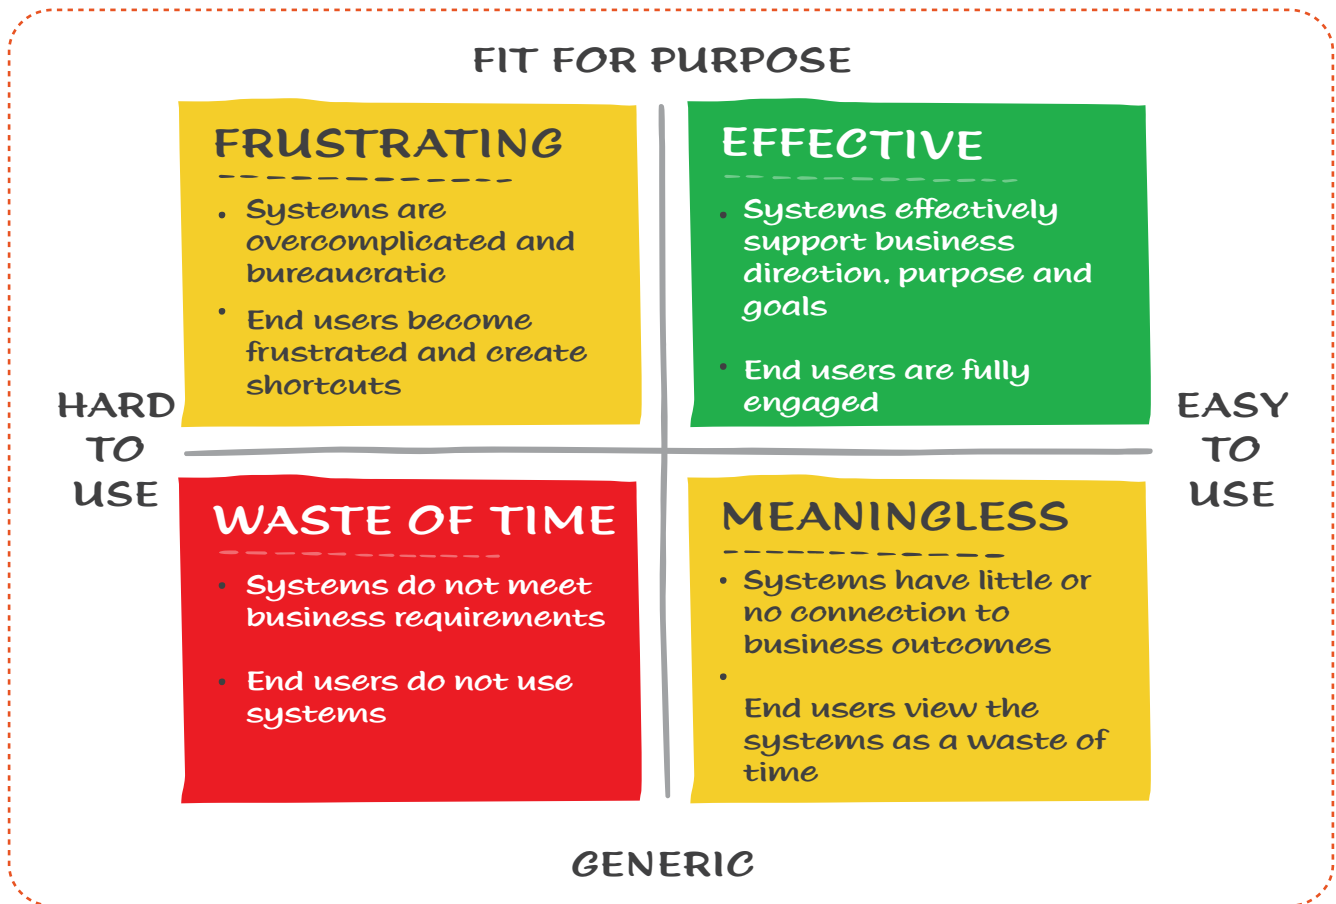 FIT FOR PURPOSE
FRUSTRATING
• Systems are
overcomplicated and
bureaucratic
• End users become
frustrated and create
shortcuts
EFFECTIVE
• Systems effectively
support business
direction, purpose and
goals
• End users are fully
engaged
HARD
TO
USE
EASY
TO
USE
WASTE OF TIME
• Systems do not meet
business requirements
• End users do not use
systems
MEANINGLESS
• Systems have little or
no connection to
business outcomes
•
End users view the
systems as a waste of
time
GENERIC